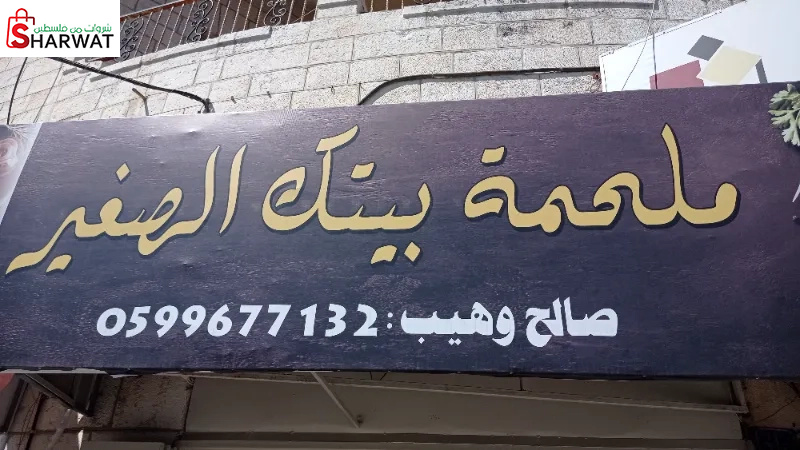 شروات من فلسطين
SHARWAT
ملحمة بيتك الصغير
صالح وهيب: 0599677132